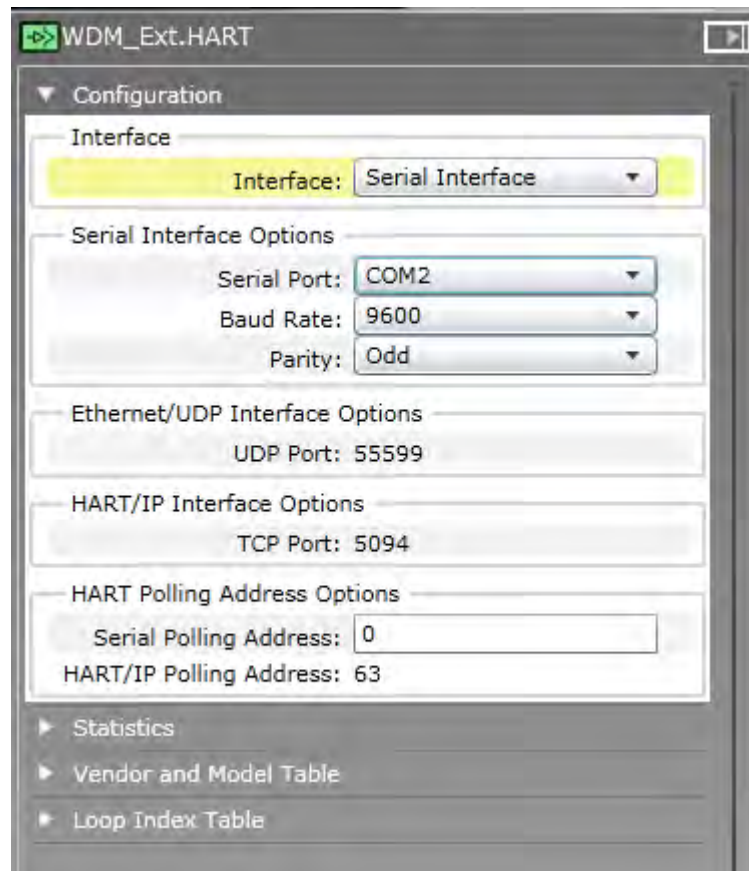 WDM_Ext.HART
Configuration
Interface
Interface: Serial Interface
Serial Interface Options
Serial Port: COM2
Baud Rate: 9600
Parity: Odd
Ethernet/UDP Interface Options
UDP Port: 55599
HART/IP Interface Options
TCP Port: 5094
HART Polling Address Options
Serial Polling Address: 0
HART/IP Polling Address: 63
Statistics
Vendor and Model Table
Loop Index Table